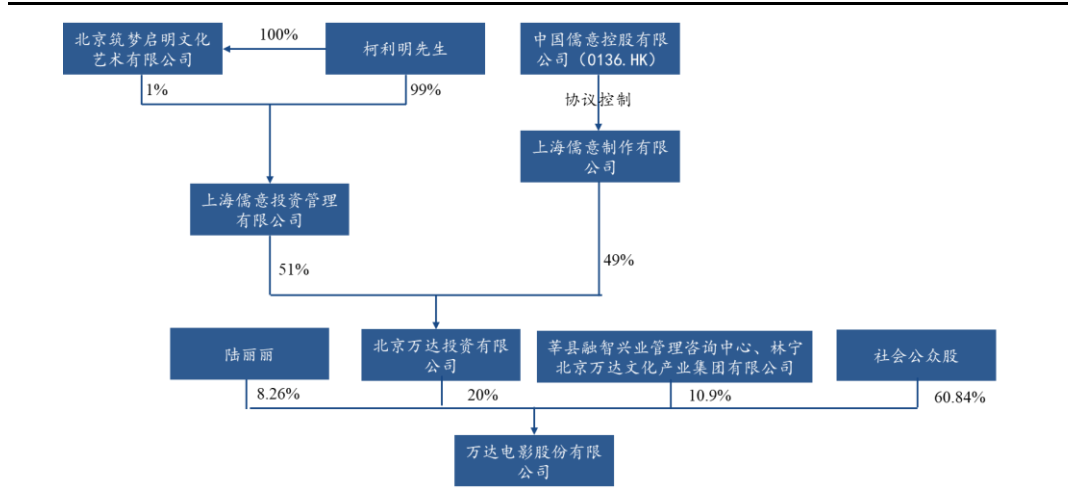 北京筑梦启明文化
艺术有限公司
100%
柯利明先生
中国儒意控股有限
公司（0136.HK）
1%
99%
协议控制
上海儒意制作有限
公司
上海儒意投资管理
有限公司
51%
49%
陆丽丽
北京万达投资有限
公司
莘县融智兴业管理咨询中心、林宁
北京万达文化产业集团有限公司
社会公众股
8.26%
20%
10.9%
60.84%
万达电影股份有限
公司